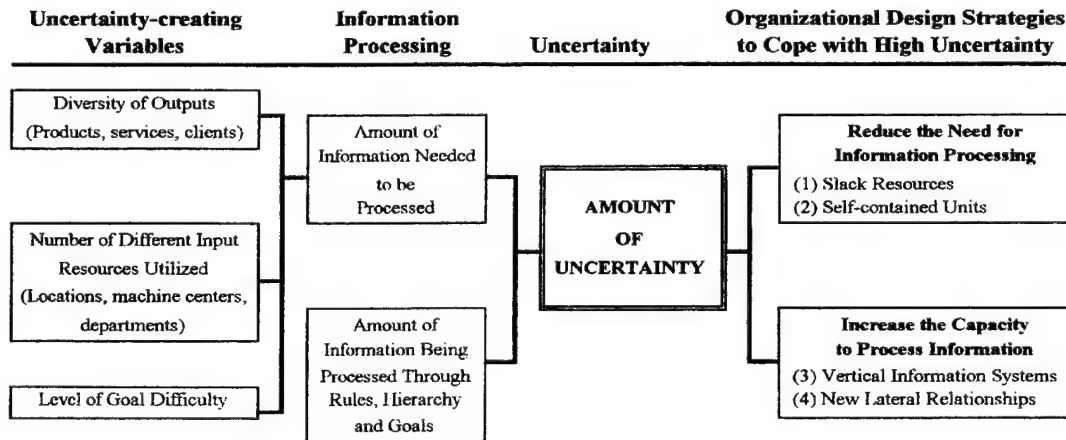 Uncertainty-creating
Variables
Information
Processing
Uncertainty
Organizational Design Strategies
to Cope with High Uncertainty
Diversity of Outputs
(Products, services, clients)
Number of Different Input
Resources Utilized
(Locations, machine centers,
departments)
Level of Goal Difficulty
Amount of
Information Needed
to be
Processed
Amount of
Information Being
Processed Through
Rules, Hierarchy
and Goals
AMOUNT
OF
UNCERTAINTY
Reduce the Need for
Information Processing
(1) Slack Resources
(2) Self-contained Units
Increase the Capacity
to Process Information
(3) Vertical Information Systems
(4) New Lateral Relationships